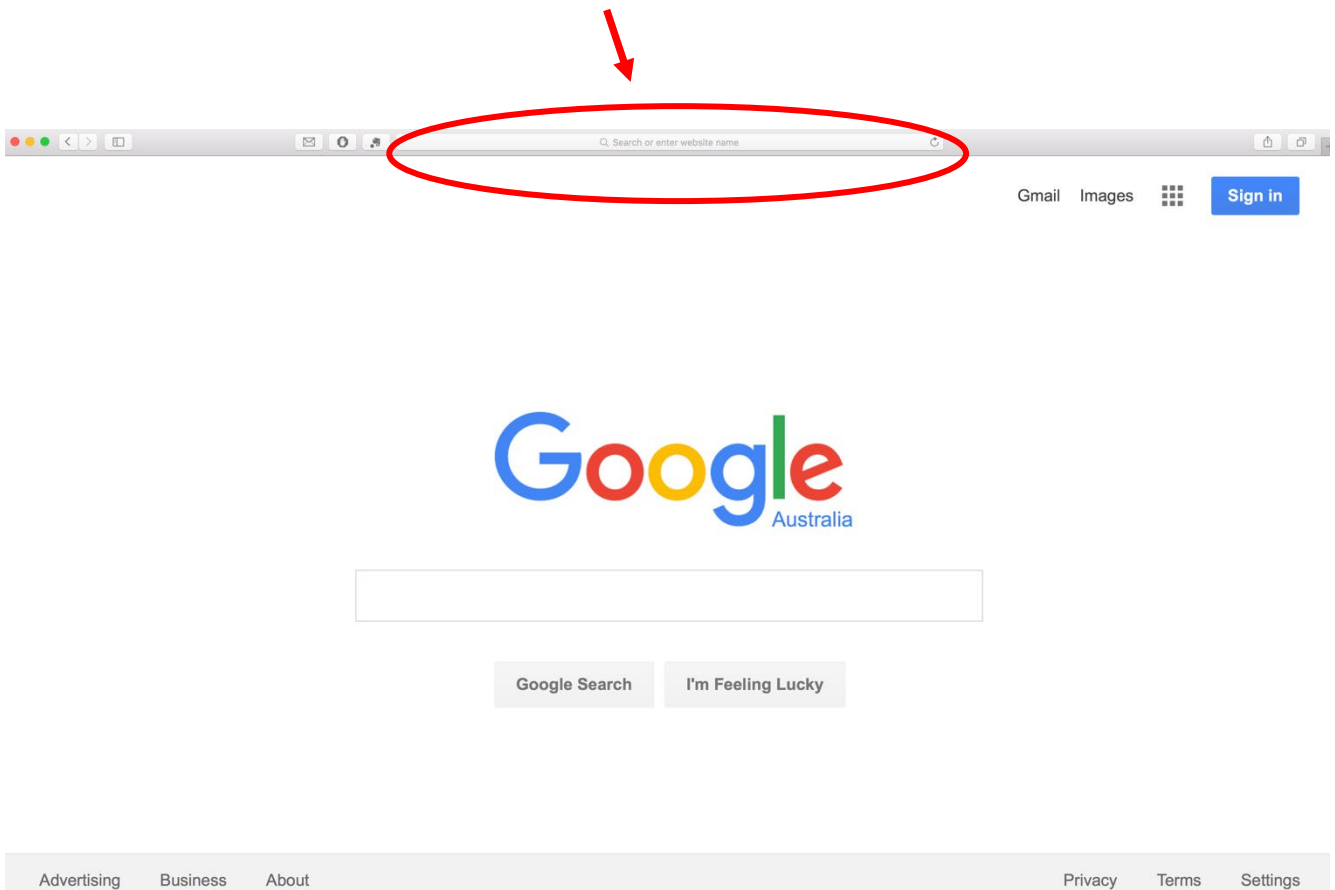 Search or enter website name
Gmail Images Sign in
Google
Australia
Google Search I'm Feeling Lucky
Advertising Business About Privacy Terms Settings